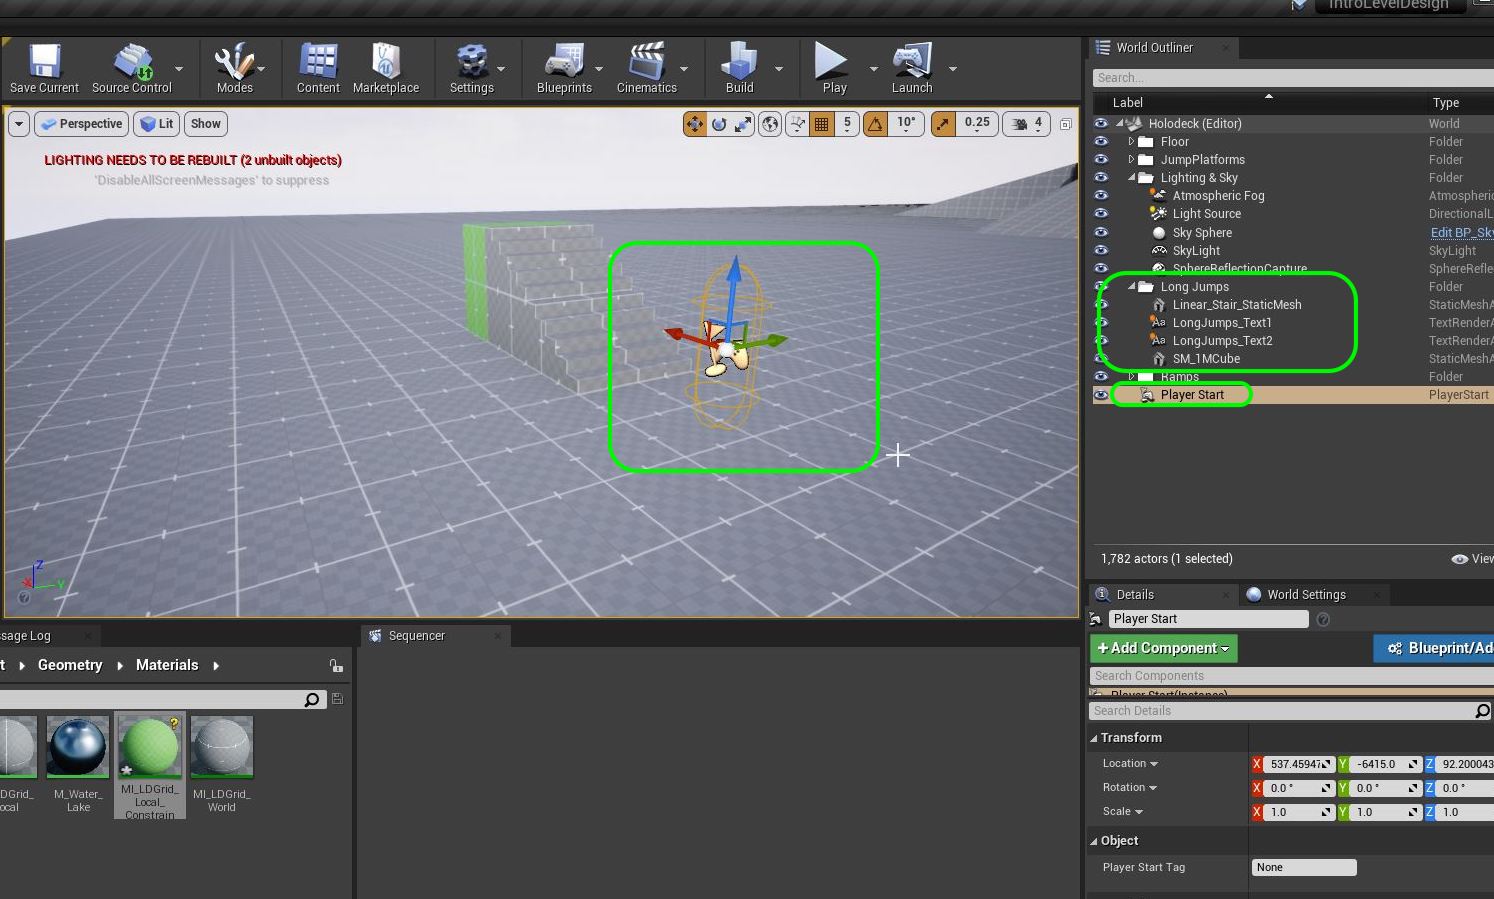 IntroLevelDesign
Save Current
Source Control
Modes
Content
Marketplace
Settings
Blueprints
Cinematics
Build
Play
Launch
Perspective
Lit
Show
5
10°
0.25
4
LIGHTING NEEDS TO BE REBUILT (2 unbuilt objects)
'DisableAllScreenMessages' to suppress
X
Z
Y
World Outliner
Search...
Label Type
Holodeck (Editor) World
Floor Folder
JumpPlatforms Folder
Lighting & Sky Folder
Atmospheric Fog Atmospheric
Light Source DirectionalL
Sky Sphere Edit BP_Sky
SkyLight SkyLight
SphereReflectionCapture SphereRefle
Long Jumps Folder
Linear_Stair_StaticMesh StaticMeshA
Aa LongJumps_Text1 TextRenderA
Aa LongJumps_Text2 TextRenderA
SM_1MCube StaticMeshA
Ramps Folder
Player Start PlayerStart
1,782 actors (1 selected) View
Details World Settings
Player Start
+Add Component Blueprint/Add
Search Components
Player Start(Instance)
Search Details
Transform
Location X 537.45947 Y -6415.0 Z 92.200043
Rotation X 0.0 ° Y 0.0 ° Z 0.0 °
Scale X 1.0 Y 1.0 Z 1.0
Object
Player Start Tag None
ssage Log
Sequencer
t Geometry Materials
DGrid_
ocal
M_Water_
Lake
MI_LDGrid_
Local_
Constrain
MI_LDGrid_
World